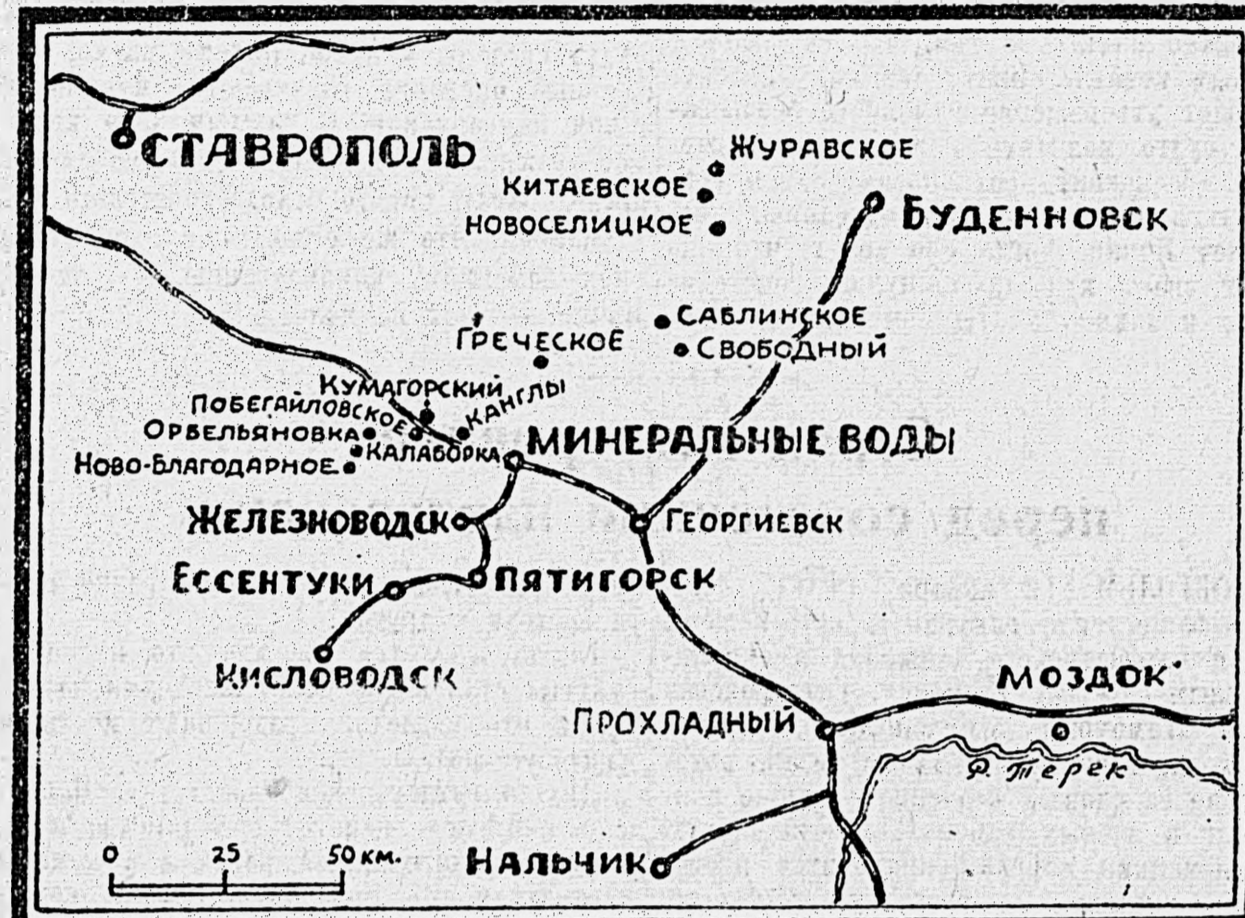 СТАВРОПОЛЬ
ЖУРАВСКОЕ
КИТАЕВСКОЕ
НОВОСЕЛИЦКОЕ
БУДЕННОВСК
САБЛИНСКОЕ
СВОБОДНЫЙ
ГРЕЧЕСКОЕ
КУМАГОРСКИЙ
КАНГЛЫ
ПОБЕГАЙЛОВСКОЕ
ОРБЕЛЬЯНОВКА
КАЛАБОРКА
НОВО-БЛАГОДАРНОЕ
МИНЕРАЛЬНЫЕ ВОДЫ
ЖЕЛЕЗНОВОДСК
ГЕОРГИЕВСК
ЕССЕНТУКИ
ПЯТИГОРСК
КИСЛОВОДСК
МОЗДОК
ПРОХЛАДНЫЙ
Р. Терек
НАЛЬЧИК
0 25 50 км.